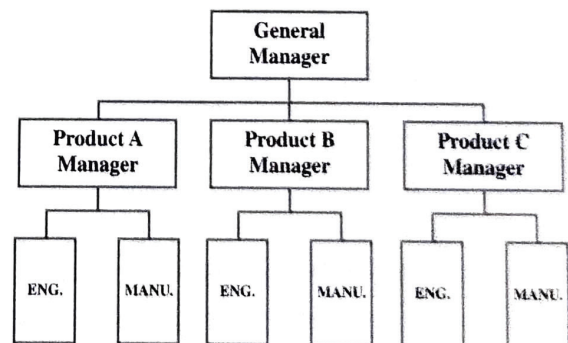 General
Manager
Product A
Manager
Product B
Manager
Product C
Manager
ENG.
MANU.
ENG.
MANU.
ENG.
MANU.